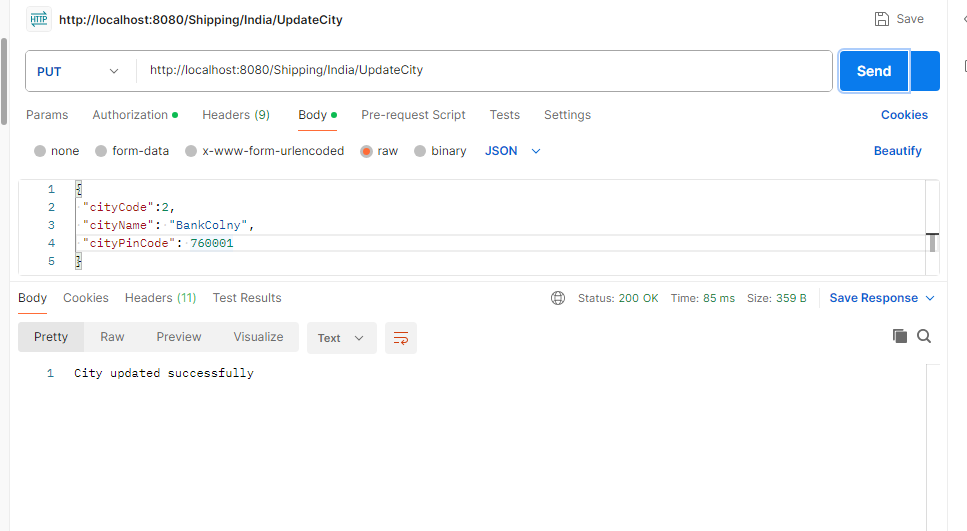 HTTP http://localhost:8080/Shipping/India/UpdateCity Save
PUT http://localhost:8080/Shipping/India/UpdateCity Send
Params Authorization Headers (9) Body Pre-request Script Tests Settings Cookies
none form-data x-www-form-urlencoded raw binary JSON Beautify
1 {
2 "cityCode":2,
3 "cityName": "BankColny",
4 "cityPinCode": 760001
5 }
Body Cookies Headers (11) Test Results Status: 200 OK Time: 85 ms Size: 359 B Save Response
Pretty Raw Preview Visualize Text
1 City updated successfully